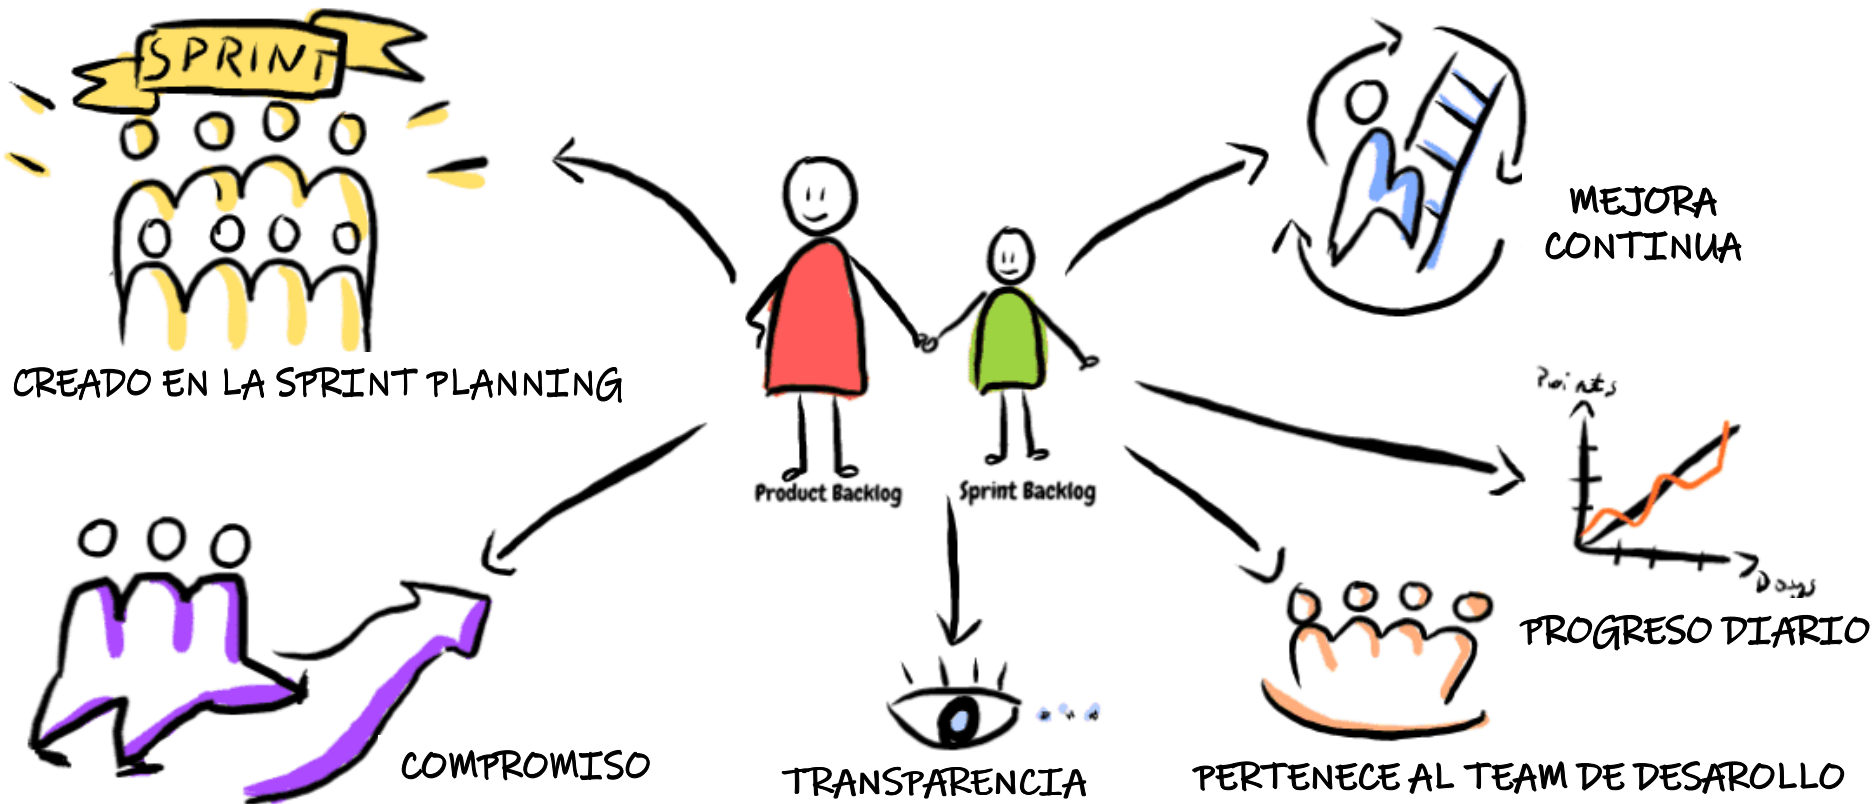 SPRINT
CREADO EN LA SPRINT PLANNING
MEJORA
CONTINUA
Points
Days
PROGRESO DIARIO
Product Backlog
Sprint Backlog
COMPROMISO
TRANSPARENCIA
PERTENECE AL TEAM DE DESAROLLO